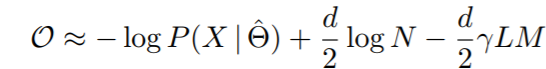 𝒪 ≈ − log P(X | Θ̂) + d/2 log N − d/2 γLM